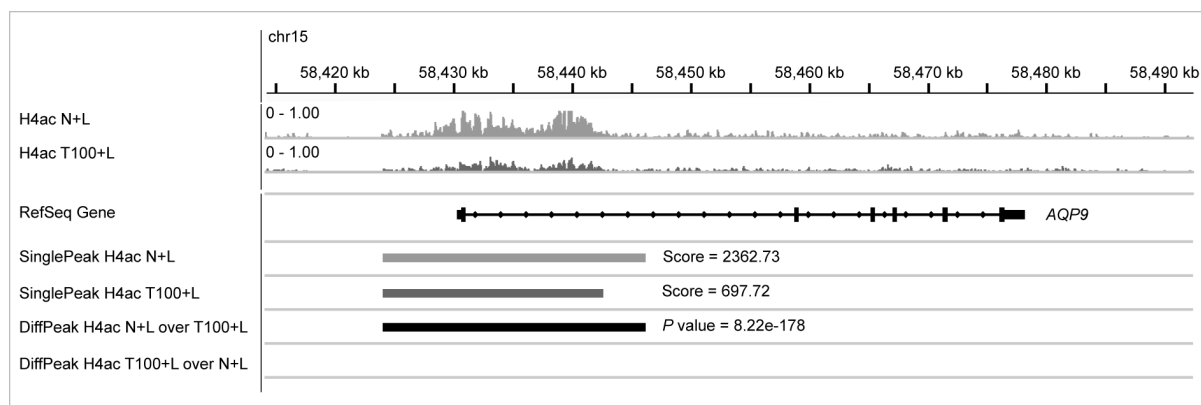 chr15
58,420 kb 58,430 kb 58,440 kb 58,450 kb 58,460 kb 58,470 kb 58,480 kb 58,490 kb
H4ac N+L 0 - 1.00
H4ac T100+L 0 - 1.00
RefSeq Gene AQP9
SinglePeak H4ac N+L Score = 2362.73
SinglePeak H4ac T100+L Score = 697.72
DiffPeak H4ac N+L over T100+L P value = 8.22e-178
DiffPeak H4ac T100+L over N+L